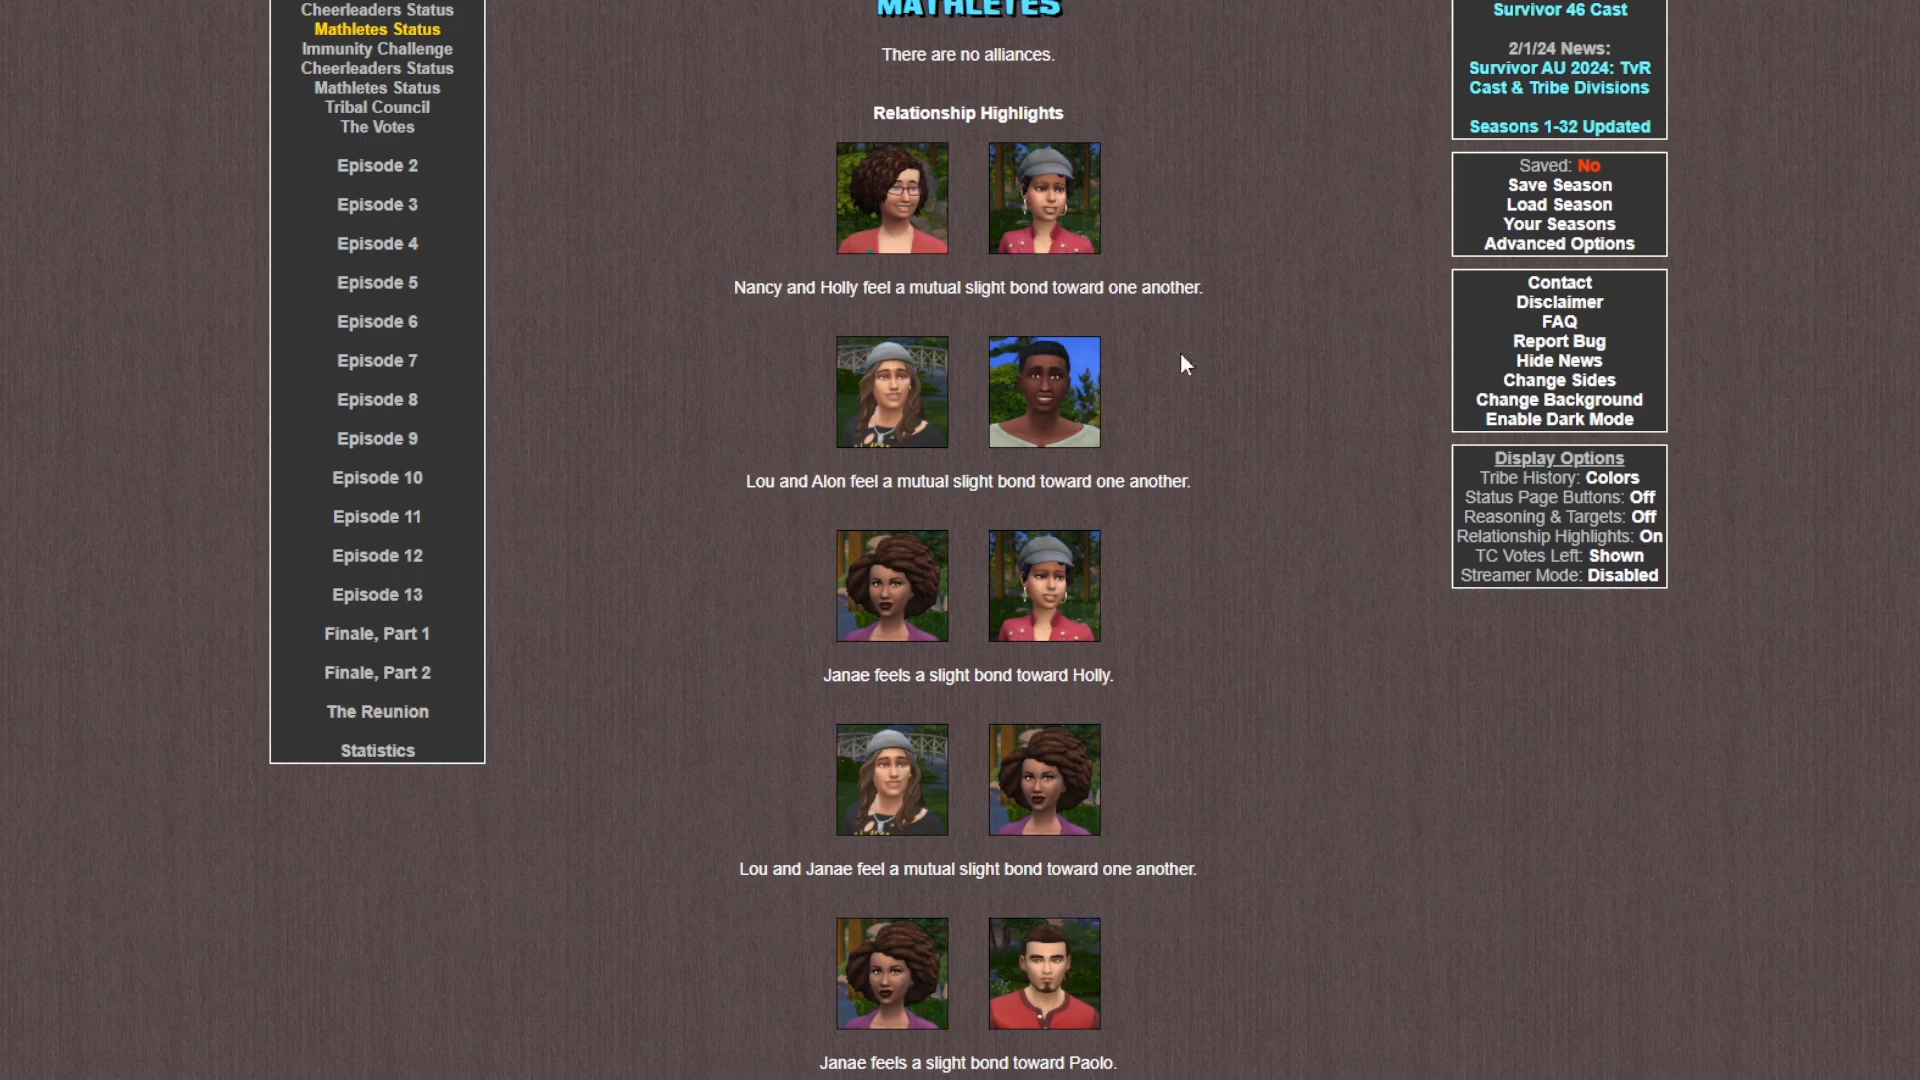 Cheerleaders Status
Mathletes Status
Immunity Challenge
Cheerleaders Status
Mathletes Status
Tribal Council
The Votes
Episode 2
Episode 3
Episode 4
Episode 5
Episode 6
Episode 7
Episode 8
Episode 9
Episode 10
Episode 11
Episode 12
Episode 13
Finale, Part 1
Finale, Part 2
The Reunion
Statistics
MATHLETES
There are no alliances.
Relationship Highlights
Nancy and Holly feel a mutual slight bond toward one another.
Lou and Alon feel a mutual slight bond toward one another.
Janae feels a slight bond toward Holly.
Lou and Janae feel a mutual slight bond toward one another.
Janae feels a slight bond toward Paolo.
Survivor 46 Cast
2/1/24 News:
Survivor AU 2024: TvR
Cast & Tribe Divisions
Seasons 1-32 Updated
Saved: No
Save Season
Load Season
Your Seasons
Advanced Options
Contact
Disclaimer
FAQ
Report Bug
Hide News
Change Sides
Change Background
Enable Dark Mode
Display Options
Tribe History: Colors
Status Page Buttons: Off
Reasoning & Targets: Off
Relationship Highlights: On
TC Votes Left: Shown
Streamer Mode: Disabled